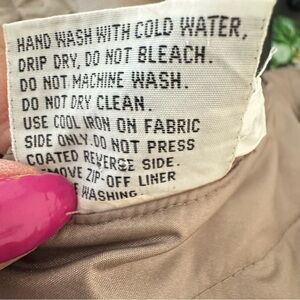 HAND WASH WITH COLD WATER,
DRIP DRY, DO NOT BLEACH.
DO NOT MACHINE WASH.
DO NOT DRY CLEAN.
USE COOL IRON ON FABRIC
SIDE ONLY. DO NOT PRESS
COATED REVERSE SIDE.
MOVE ZIP-OFF LINER
WASHING.